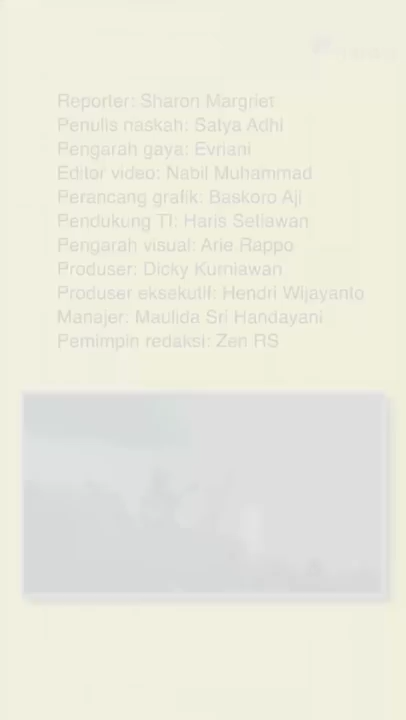 Reporter: Sharon Margriet
Penulis naskah: Satya Adhi
Pengarah gaya: Evriani
Editor video: Nabil Muhammad
Perancang grafik: Baskoro Aji
Pendukung TI: Haris Setiawan
Pengarah visual: Arie Rappo
Produser: Dicky Kurniawan
Produser eksekutif: Hendri Wijayanto
Manajer: Maulida Sri Handayani
Pemimpin redaksi: Zen RS